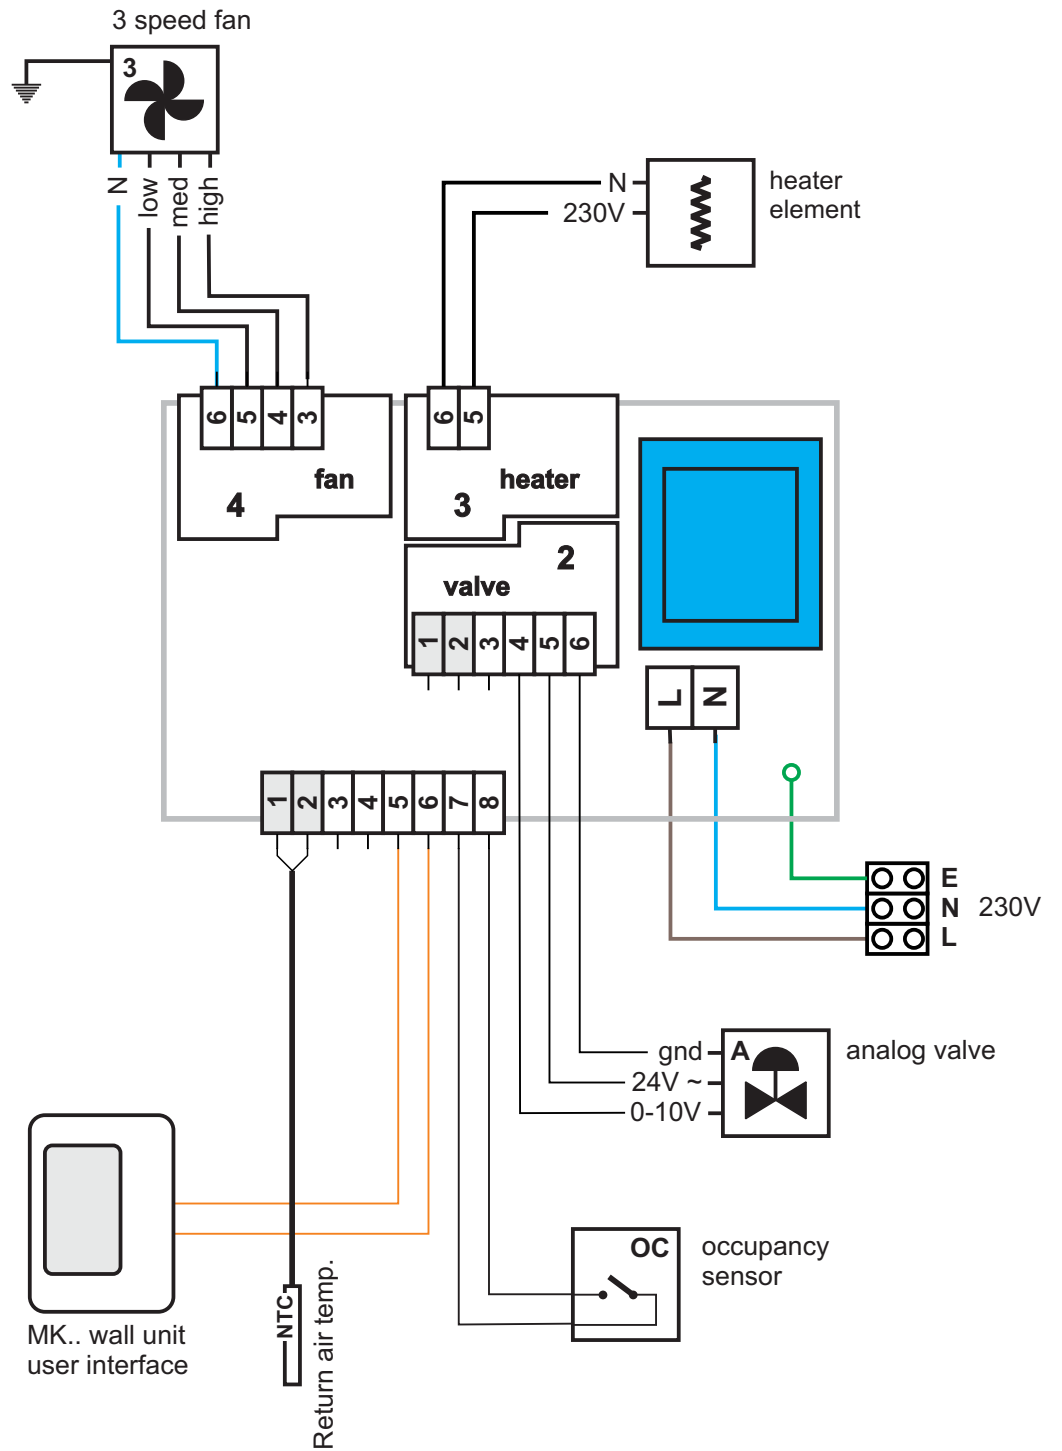 3 speed fan
3
N
low
med
high
N
230V
heater
element
6
5
4
3
fan
4
6
5
heater
3
2
valve
1
2
3
4
5
6
L
N
1
2
3
4
5
6
7
8
E
N
230V
L
gnd
24V ~
0-10V
A
analog valve
OC
occupancy
sensor
NTC
Return air temp.
MK.. wall unit
user interface